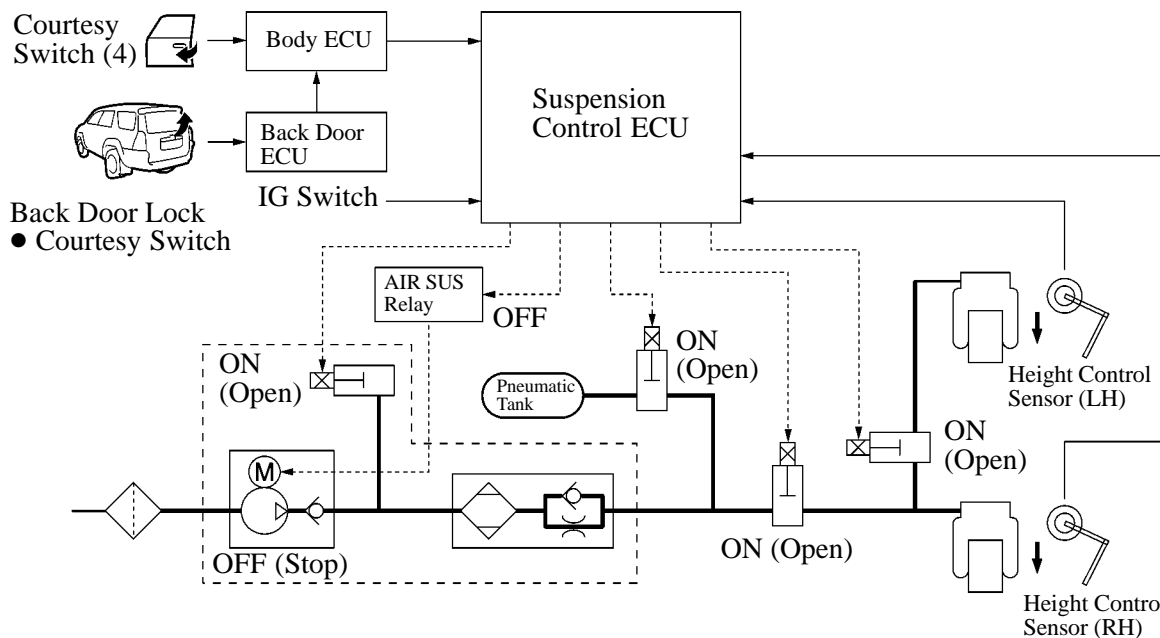 Courtesy
Switch (4)
Body ECU
Suspension
Control ECU
Back Door
ECU
IG Switch
Back Door Lock
● Courtesy Switch
AIR SUS
Relay
OFF
ON
(Open)
Pneumatic
Tank
ON
(Open)
ON
(Open)
Height Control
Sensor (LH)
M
OFF (Stop)
ON (Open)
Height Control
Sensor (RH)